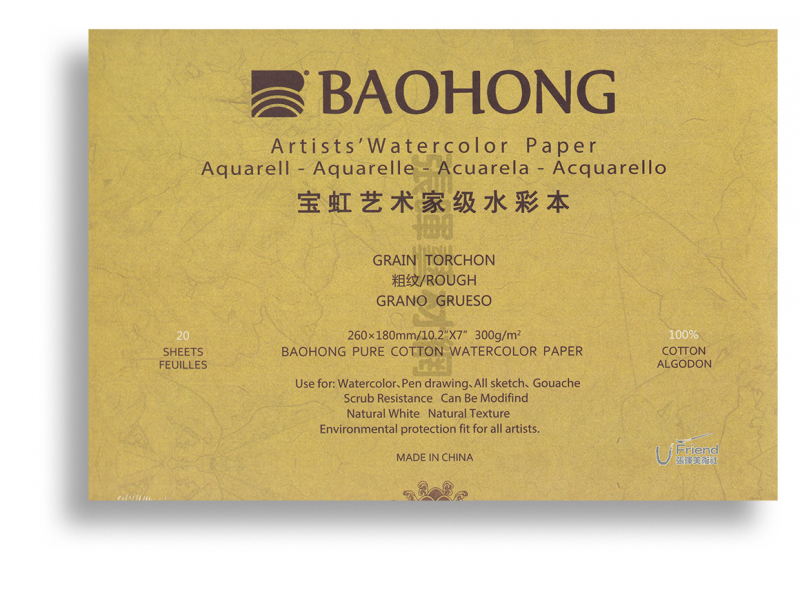 BAOHONG
Artists'Watercolor Paper
Aquarell - Aquarelle - Acuarela - Acquarello
宝虹艺术家级水彩本
GRAIN TORCHON
粗纹/ROUGH
GRANO GRUESO
260×180mm/10.2"X7" 300g/m²
BAOHONG PURE COTTON WATERCOLOR PAPER
20
SHEETS
FEUILLES
100%
COTTON
ALGODON
Use for: Watercolor、Pen drawing、All sketch、Gouache
Scrub Resistance Can Be Modifind
Natural White Natural Texture
Environmental protection fit for all artists.
MADE IN CHINA
U Friend